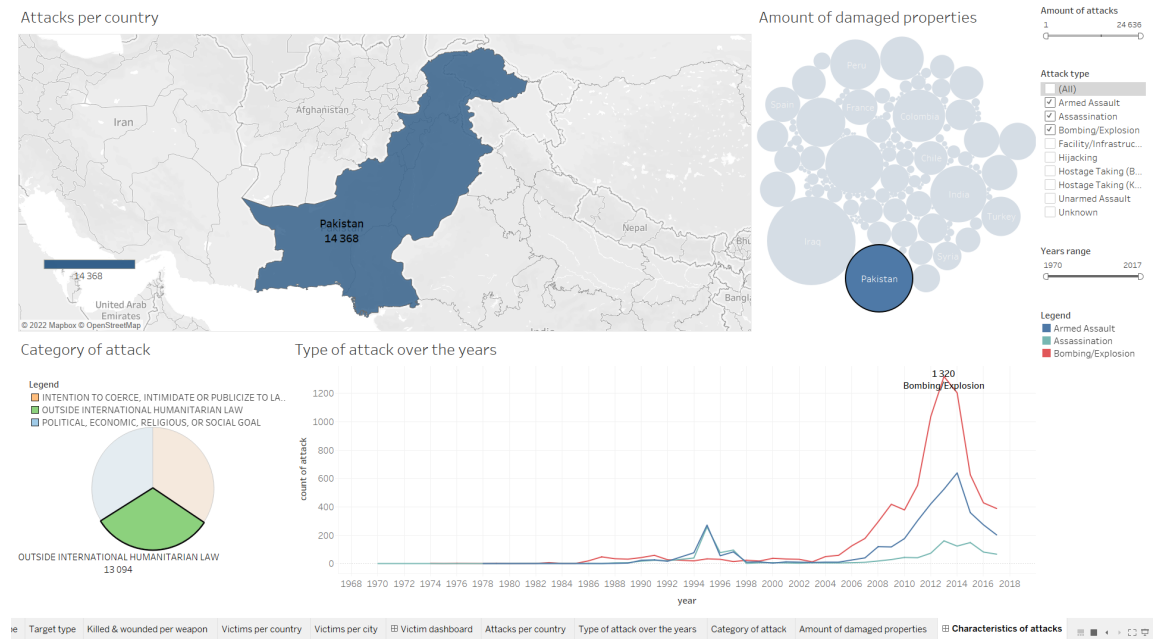 Attacks per country
Amount of damaged properties
Amount of attacks
1
24 636
Attack type
(All)
Armed Assault
Assassination
Bombing/Explosion
Facility/Infrastruc...
Hijacking
Hostage Taking (B...
Hostage Taking (K...
Unarmed Assault
Unknown
Years range
1970
2017
Legend
Armed Assault
Assassination
Bombing/Explosion
Iran
Afghanistan
Pakistan
14 368
Nepal
Bhu
Bangl
India
14 368
United Arab
Emirates
© 2022 Mapbox © OpenStreetMap
Peru
Spain
France
Colombia
Chile
India
Turkey
Iraq
Syria
Pakistan
Category of attack
Legend
INTENTION TO COERCE, INTIMIDATE OR PUBLICIZE TO LA..
OUTSIDE INTERNATIONAL HUMANITARIAN LAW
POLITICAL, ECONOMIC, RELIGIOUS, OR SOCIAL GOAL
OUTSIDE INTERNATIONAL HUMANITARIAN LAW
13 094
Type of attack over the years
1 320
Bombing/Explosion
count of attack
1200
1000
800
600
400
200
0
1968 1970 1972 1974 1976 1978 1980 1982 1984 1986 1988 1990 1992 1994 1996 1998 2000 2002 2004 2006 2008 2010 2012 2014 2016 2018
year
Target type Killed & wounded per weapon Victims per country Victims per city Victim dashboard Attacks per country Type of attack over the years Category of attack Amount of damaged properties Characteristics of attacks